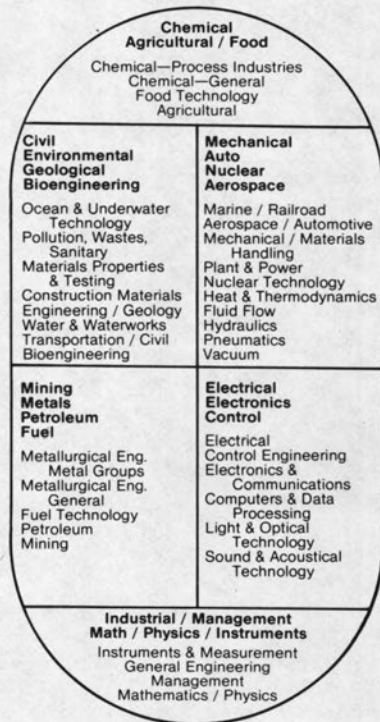 Chemical
Agricultural / Food
Chemical—Process Industries
Chemical—General
Food Technology
Agricultural
Civil
Environmental
Geological
Bioengineering
Ocean & Underwater
Technology
Pollution, Wastes,
Sanitary
Materials Properties
& Testing
Construction Materials
Engineering / Geology
Water & Waterworks
Transportation / Civil
Bioengineering
Mechanical
Auto
Nuclear
Aerospace
Marine / Railroad
Aerospace / Automotive
Mechanical / Materials
Handling
Plant & Power
Nuclear Technology
Heat & Thermodynamics
Fluid Flow
Hydraulics
Pneumatics
Vacuum
Mining
Metals
Petroleum
Fuel
Metallurgical Eng.
Metal Groups
Metallurgical Eng.
General
Fuel Technology
Petroleum
Mining
Electrical
Electronics
Control
Electrical
Control Engineering
Electronics &
Communications
Computers & Data
Processing
Light & Optical
Technology
Sound & Acoustical
Technology
Industrial / Management
Math / Physics / Instruments
Instruments & Measurement
General Engineering
Management
Mathematics / Physics